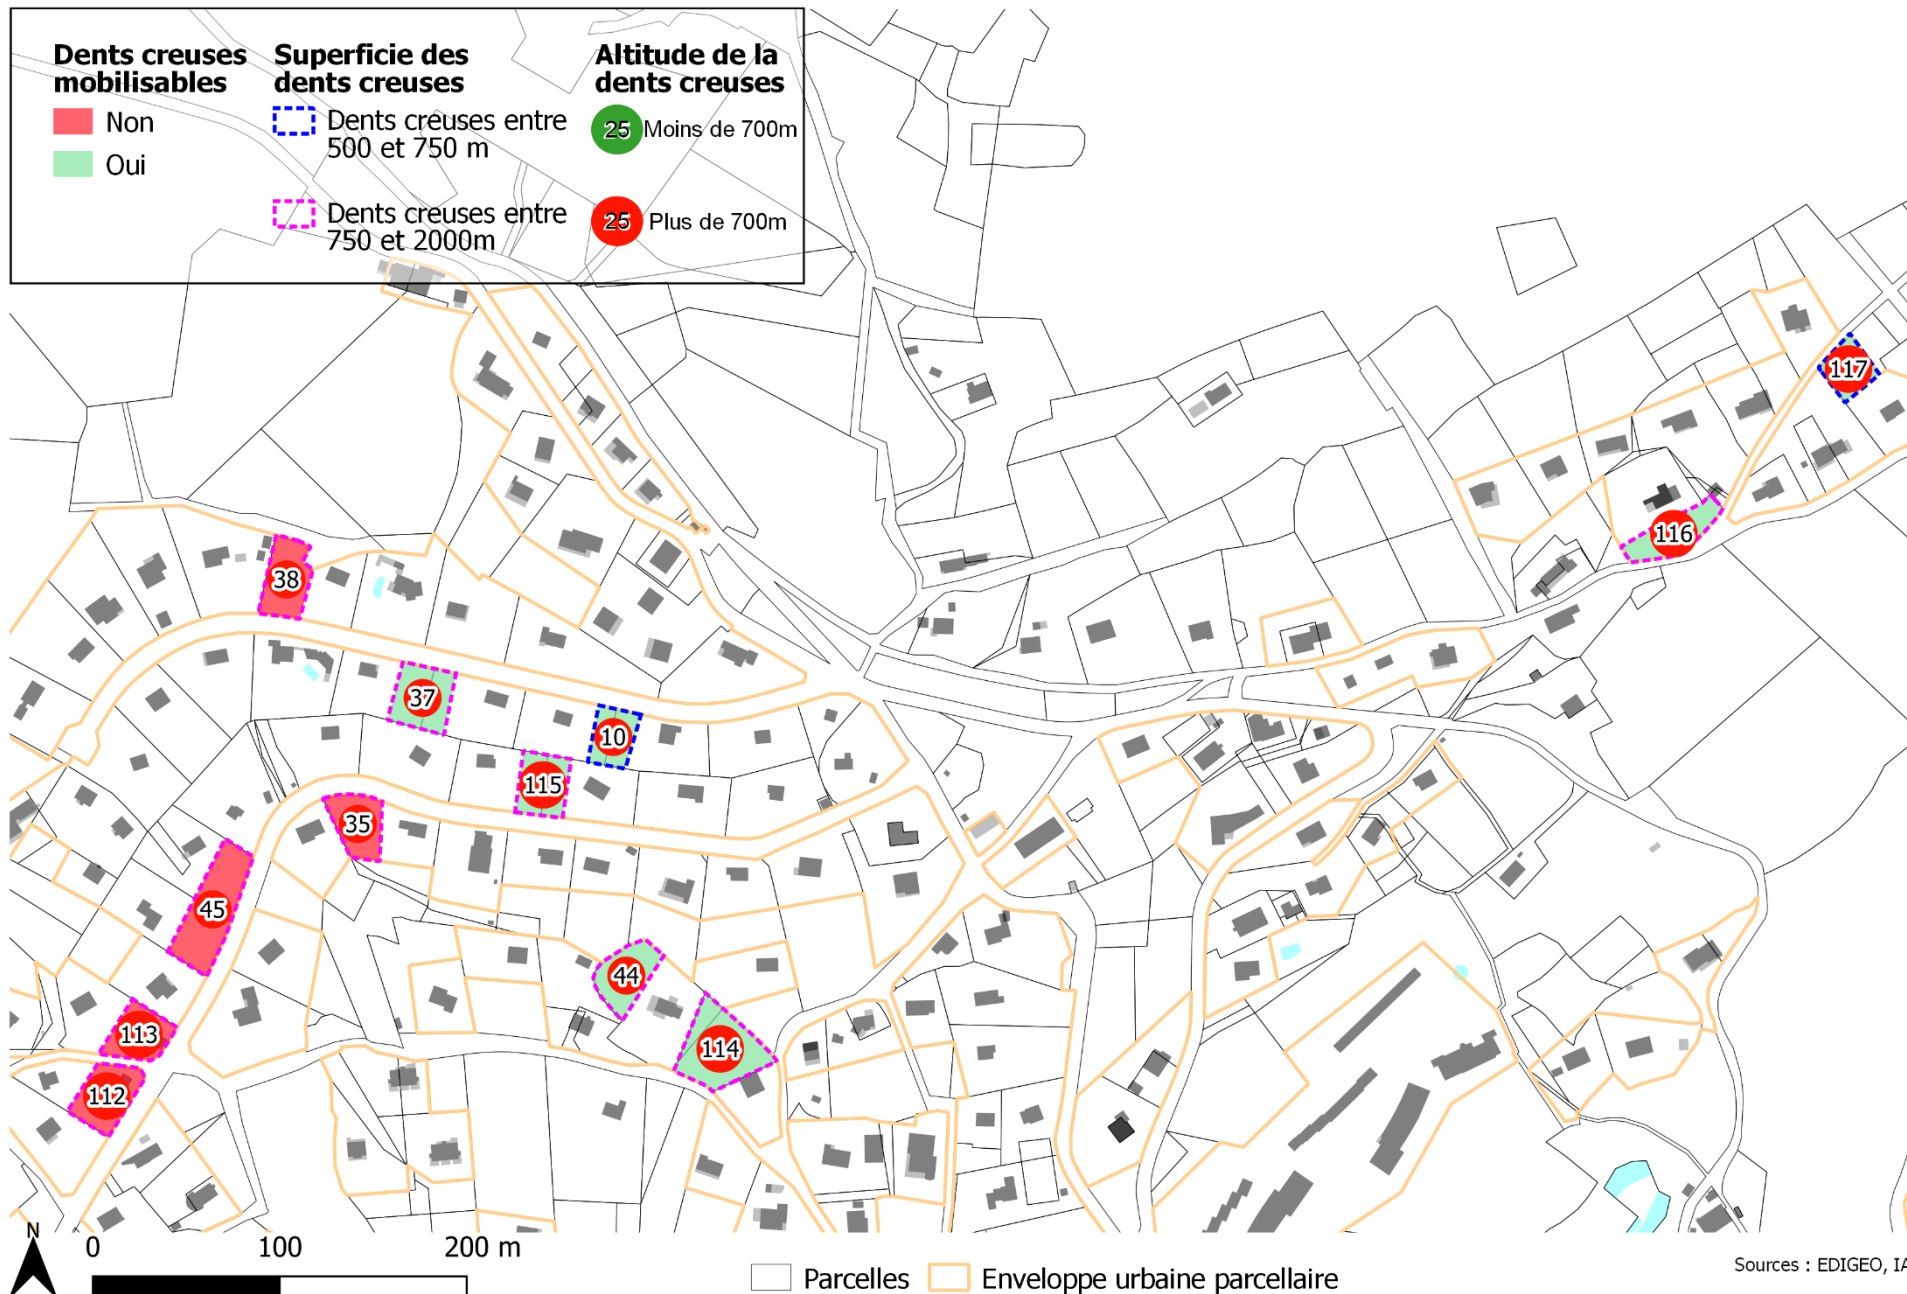 Dents creuses
mobilisables
Non
Oui
Superficie des
dents creuses
Dents creuses entre
500 et 750 m
Dents creuses entre
750 et 2000m
Altitude de la
dents creuses
25 Moins de 700m
25 Plus de 700m
117
116
38
37
10
115
35
45
44
113
114
112
N
0 100 200 m
Parcelles
Enveloppe urbaine parcellaire
Sources : EDIGEO, IA